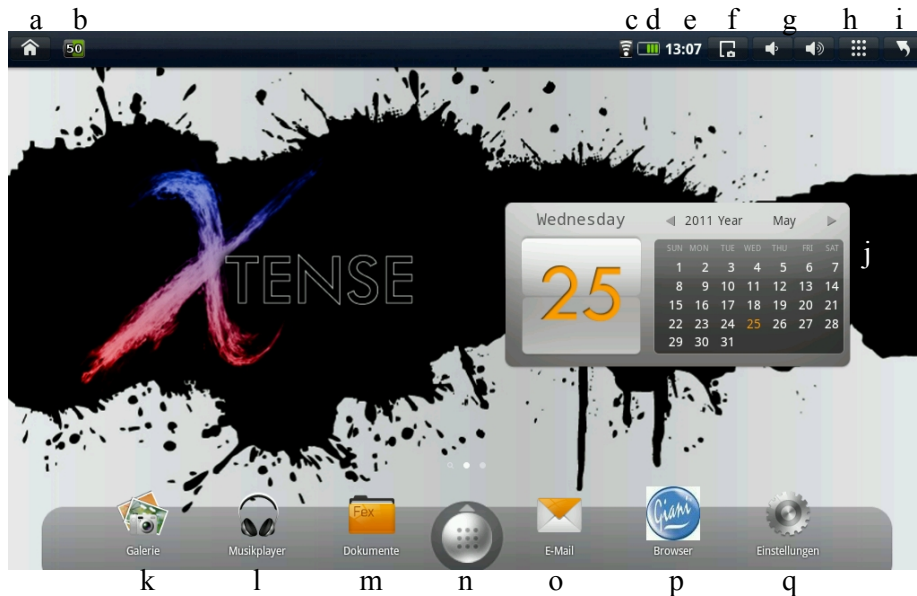 a b c d e f g h i
50 13:07
Wednesday 2011 Year May
SUN MON TUE WED THU FRI SAT
1 2 3 4 5 6 7
25 8 9 10 11 12 13 14
15 16 17 18 19 20 21
22 23 24 25 26 27 28
29 30 31
j
TENSE
Fex
Giani
Galerie Musikplayer Dokumente E-Mail Browser Einstellungen
k l m n o p q